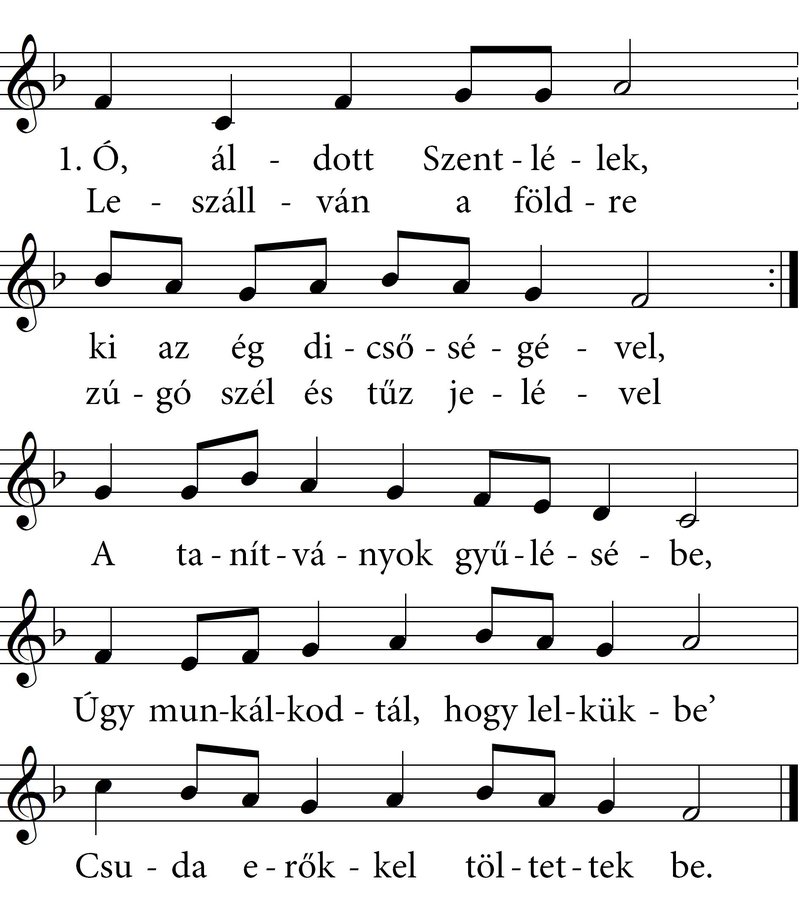 1. Ó, ál - dott Szent - lé - lek,
Le - száll - ván a föld - re
ki az ég di - cső - sé - gé - vel,
zú - gó szél és tűz je - lé - vel
A ta - nít - vá - nyok gyű - lé - sé - be,
Úgy mun - kál - kod - tál, hogy lel - kük - be’
Csu - da e - rők - kel töl - tet - tek be.